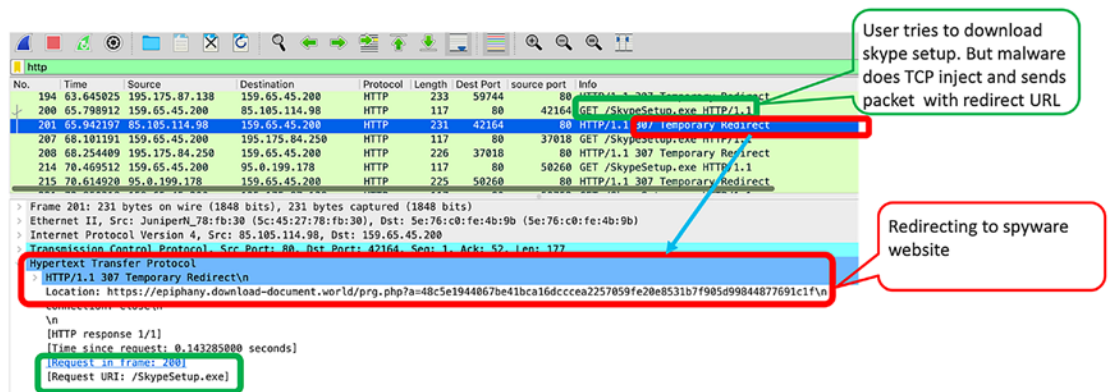 User tries to download
skype setup. But malware
does TCP inject and sends
packet with redirect URL
http
No. Time Source Destination Protocol Length Dest Port source port Info
194 63.645025 195.175.87.138 159.65.45.200 HTTP 233 59744 80 HTTP/1.1 307 Temporary Redirect
200 65.798912 159.65.45.200 85.105.114.98 HTTP 117 80 42164 GET /SkypeSetup.exe HTTP/1.1
201 65.942197 85.105.114.98 159.65.45.200 HTTP 231 42164 80 HTTP/1.1 307 Temporary Redirect
207 68.101191 159.65.45.200 195.175.84.250 HTTP 117 80 37018 GET /SkypeSetup.exe HTTP/1.1
208 68.254409 195.175.84.250 159.65.45.200 HTTP 226 37018 80 HTTP/1.1 307 Temporary Redirect
214 70.469512 159.65.45.200 95.0.199.178 HTTP 117 80 50260 GET /SkypeSetup.exe HTTP/1.1
215 70.614920 95.0.199.178 159.65.45.200 HTTP 225 50260 80 HTTP/1.1 307 Temporary Redirect
Frame 201: 231 bytes on wire (1848 bits), 231 bytes captured (1848 bits)
Ethernet II, Src: JuniperN_78:fb:30 (5c:45:27:78:fb:30), Dst: 5e:76:c0:fe:4b:9b (5e:76:c0:fe:4b:9b)
Internet Protocol Version 4, Src: 85.105.114.98, Dst: 159.65.45.200
Transmission Control Protocol, Src Port: 80, Dst Port: 42164, Seq: 1, Ack: 52, Len: 177
Hypertext Transfer Protocol
HTTP/1.1 307 Temporary Redirect\n
Location: https://epiphany.download-document.world/prg.php?a=48c5e1944067be41bca16dcccea2257059fe20e8531b7f905d99844877691c1f\n
Connection: close\n
\n
[HTTP response 1/1]
[Time since request: 0.143285000 seconds]
[Request in frame: 200]
[Request URI: /SkypeSetup.exe]
Redirecting to spyware
website